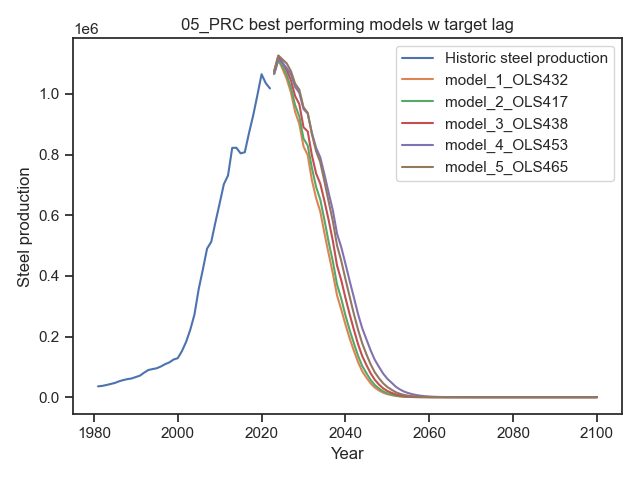 05_PRC best performing models w target lag
1e6
Historic steel production
model_1_OLS432
model_2_OLS417
model_3_OLS438
model_4_OLS453
model_5_OLS465
Steel production
1.0
0.8
0.6
0.4
0.2
0.0
1980 2000 2020 2040 2060 2080 2100
Year